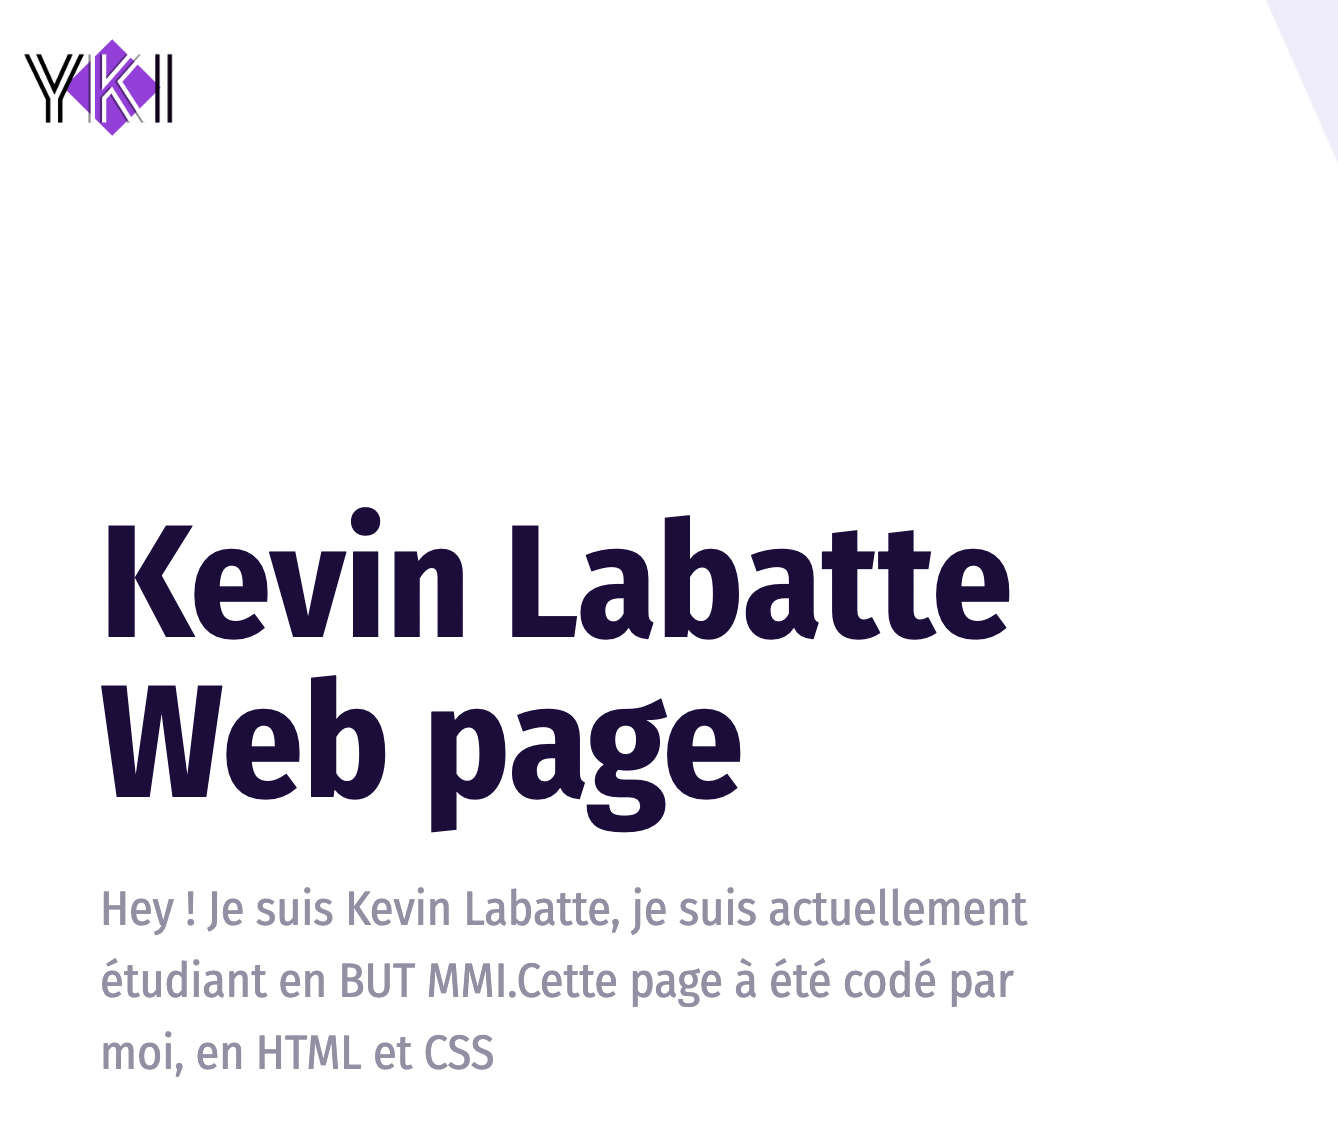 YKI
Kevin Labatte
Web page
Hey ! Je suis Kevin Labatte, je suis actuellement
étudiant en BUT MMI.Cette page à été codé par
moi, en HTML et CSS